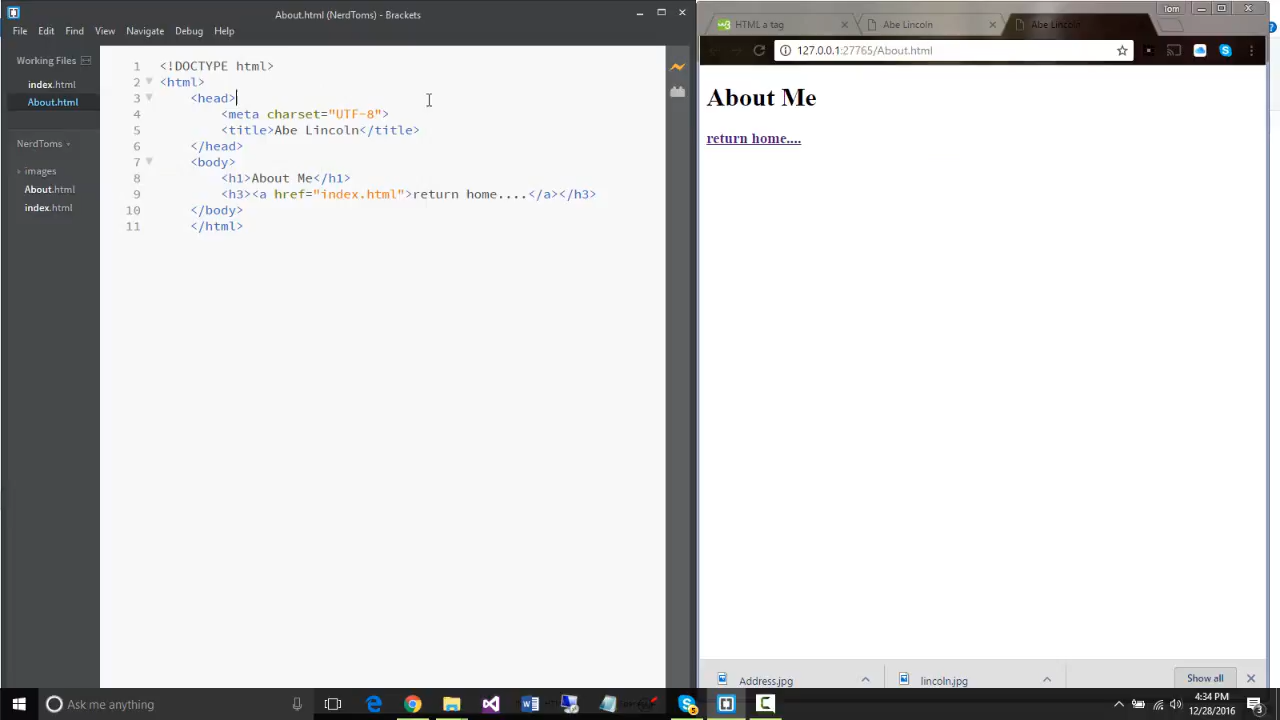 About.html (NerdToms) - Brackets
File Edit Find View Navigate Debug Help
Working Files
index.html
About.html
NerdToms
images
About.html
index.html
1 <!DOCTYPE html>
2 <html>
3 <head>
4 <meta charset="UTF-8">
5 <title>Abe Lincoln</title>
6 </head>
7 <body>
8 <h1>About Me</h1>
9 <h3><a href="index.html">return home....</a></h3>
10 </body>
11 </html>
Tom
HTML a tag
Abe Lincoln
Abe Lincoln
127.0.0.1:27765/About.html
About Me
return home....
Address.jpg
lincoln.jpg
Show all
Ask me anything
4:34 PM
12/28/2016